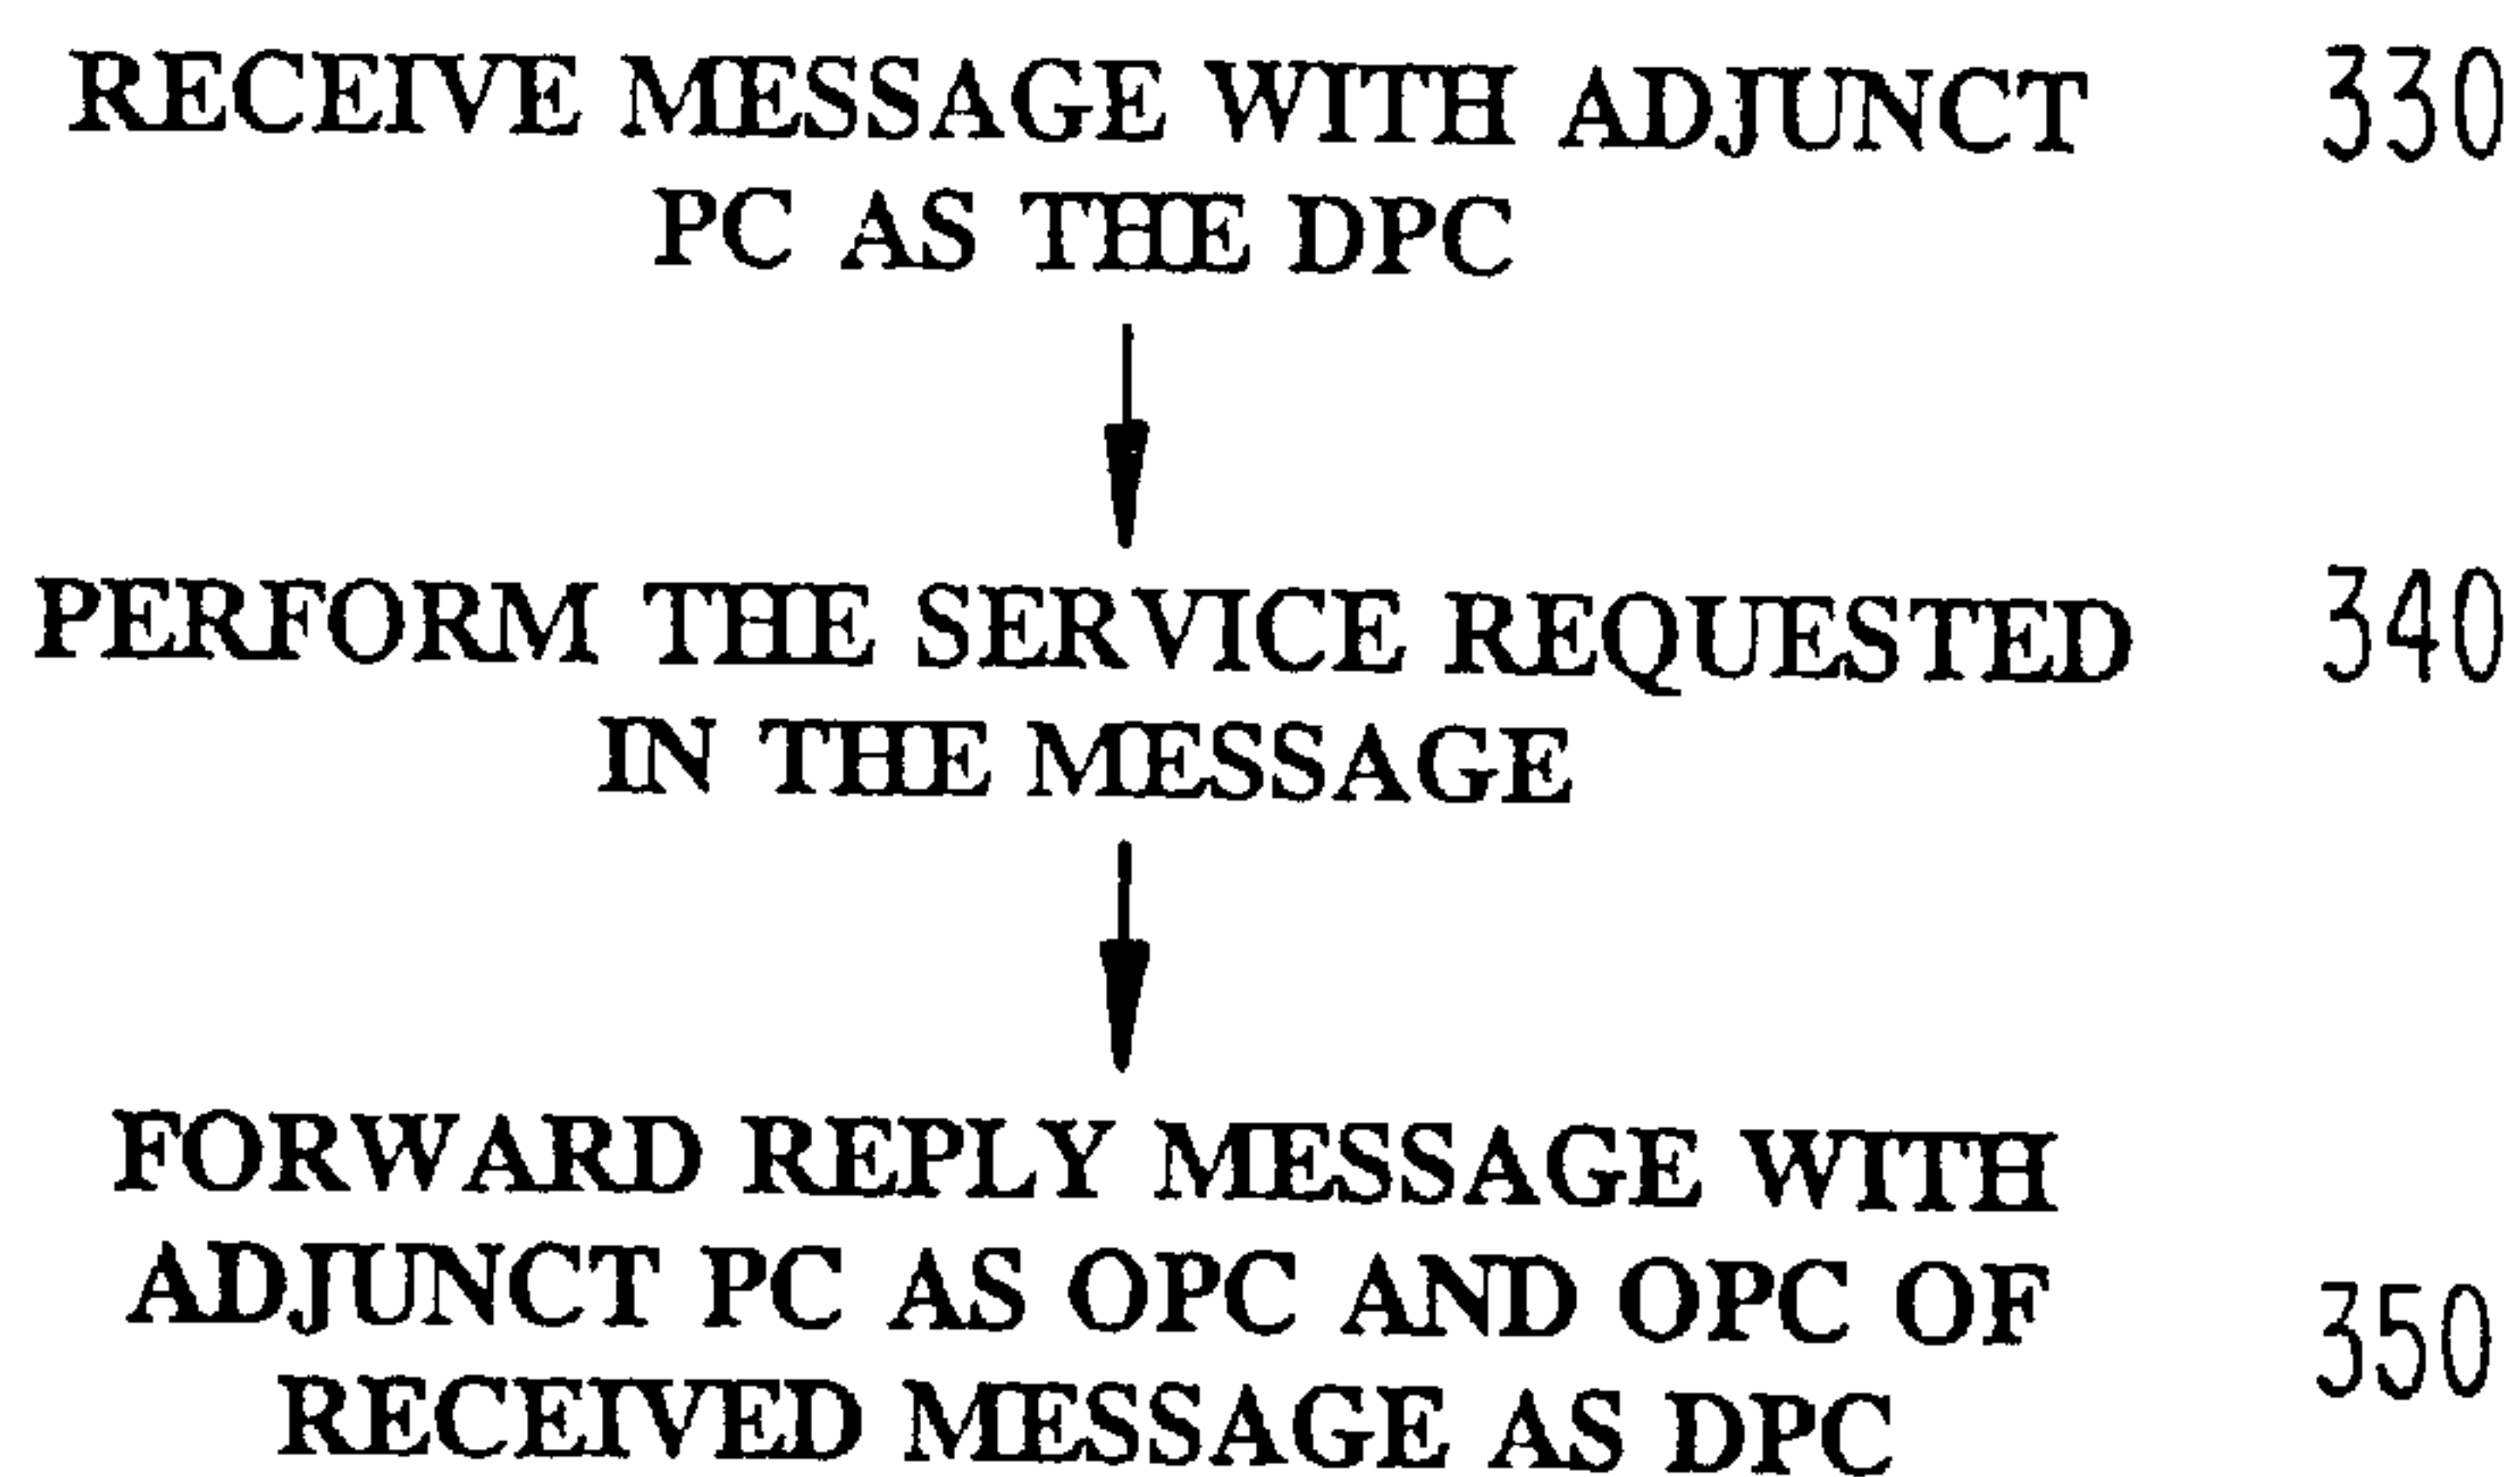 RECEIVE MESSAGE WITH ADJUNCT 330
PC AS THE DPC
PERFORM THE SERVICE REQUESTED 340
IN THE MESSAGE
FORWARD REPLY MESSAGE WITH
ADJUNCT PC AS OPC AND OPC OF 350
RECEIVED MESSAGE AS DPC